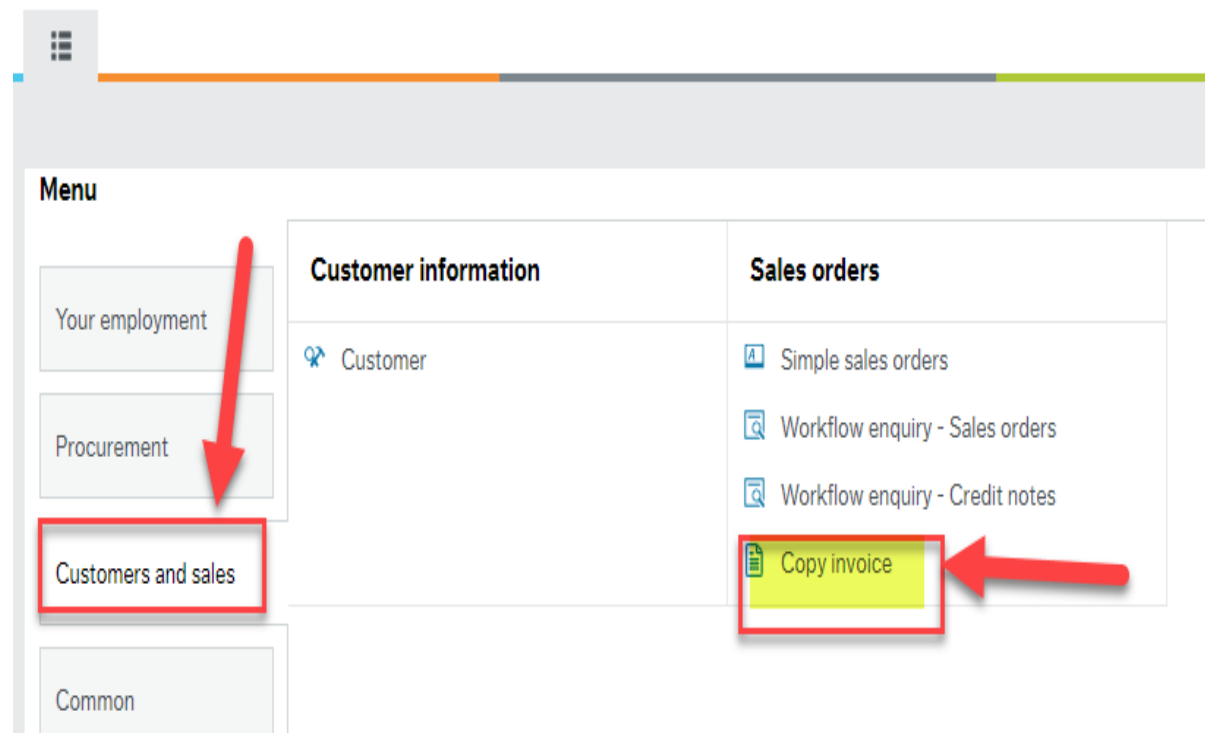 Menu
Your employment
Procurement
Customers and sales
Common
Customer information
Customer
Sales orders
Simple sales orders
Workflow enquiry - Sales orders
Workflow enquiry - Credit notes
Copy invoice